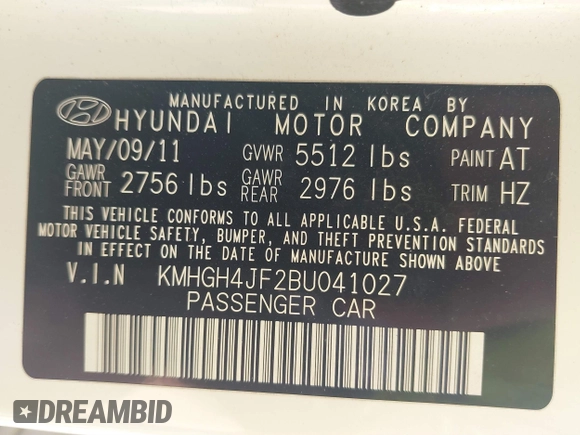 MANUFACTURED IN KOREA BY
HYUNDAI MOTOR COMPANY
MAY/09/11 GVWR 5512 lbs PAINT AT
GAWR FRONT 2756 lbs GAWR REAR 2976 lbs TRIM HZ
THIS VEHICLE CONFORMS TO ALL APPLICABLE U.S.A. FEDERAL
MOTOR VEHICLE SAFETY, BUMPER, AND THEFT PREVENTION STANDARDS
IN EFFECT ON THE DATE OF MANUFACTURE SHOWN ABOVE.
V.I.N KMHGH4JF2BU041027
PASSENGER CAR
DREAMBID